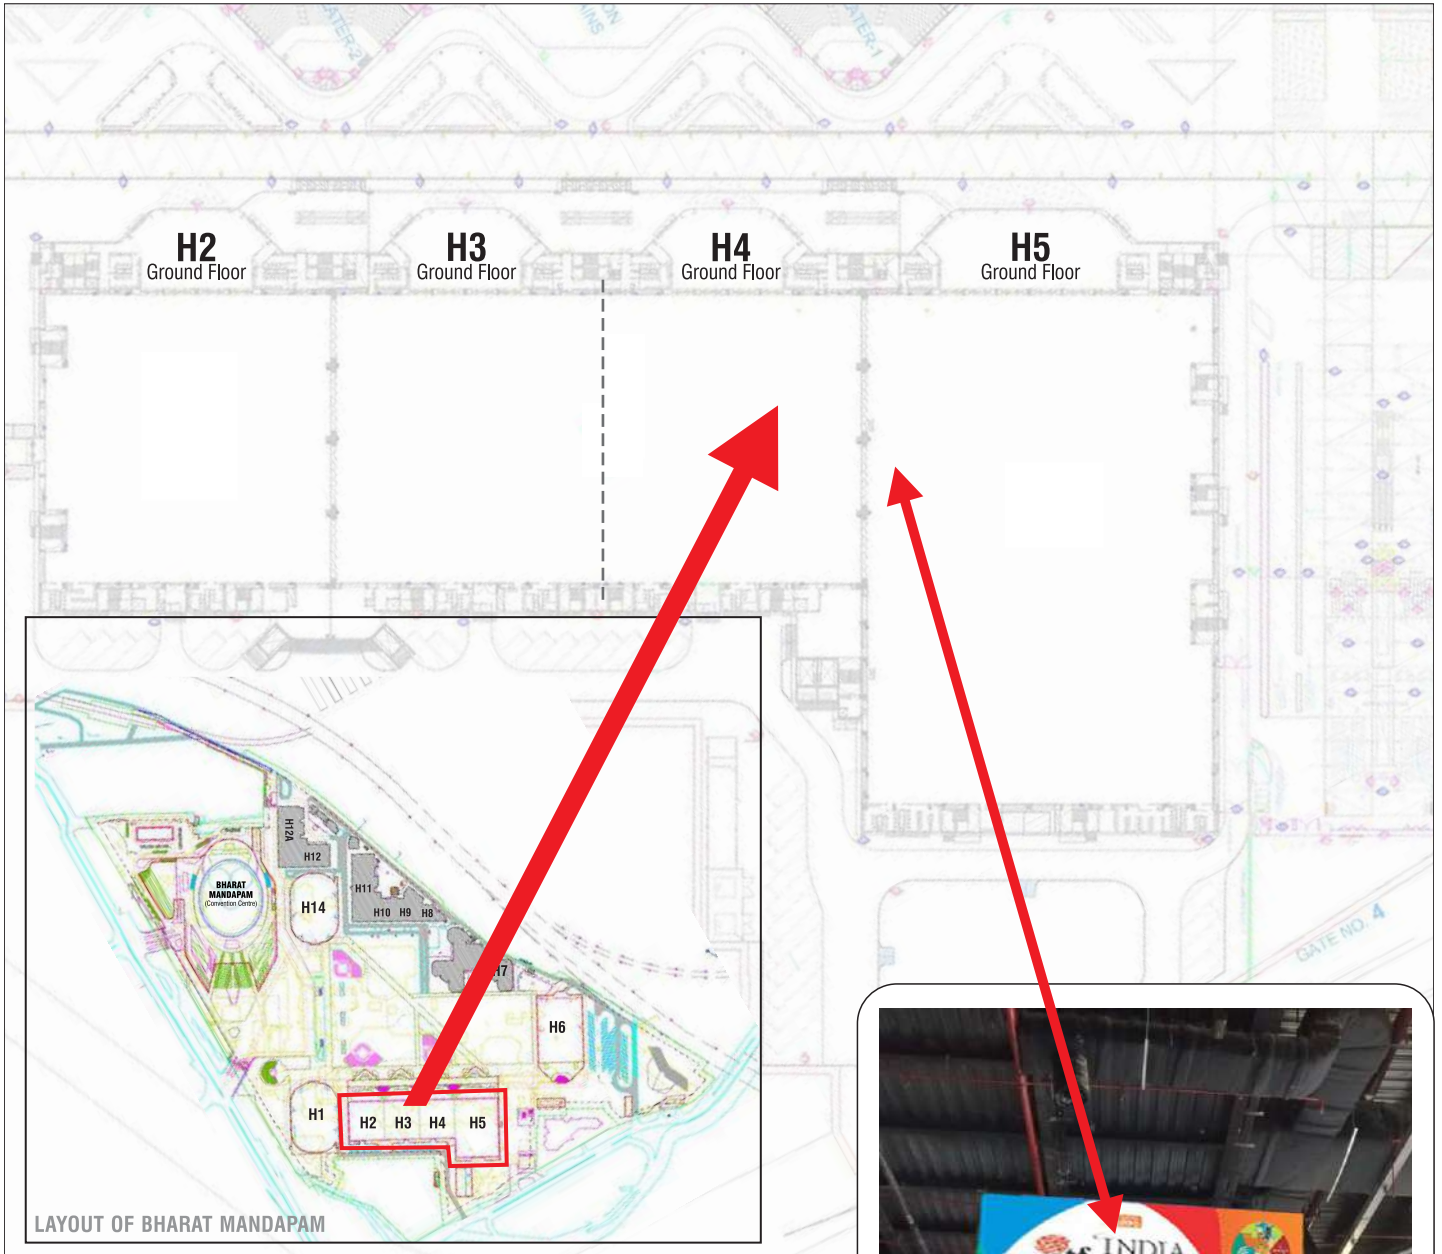 H2
Ground Floor
H3
Ground Floor
H4
Ground Floor
H5
Ground Floor
H12A
H12
BHARAT
MANDAPAM
(Convention Centre)
H14
H11
H10
H9
H8
H7
H6
H1
H2
H3
H4
H5
GATE NO. 4
LAYOUT OF BHARAT MANDAPAM
INDIA